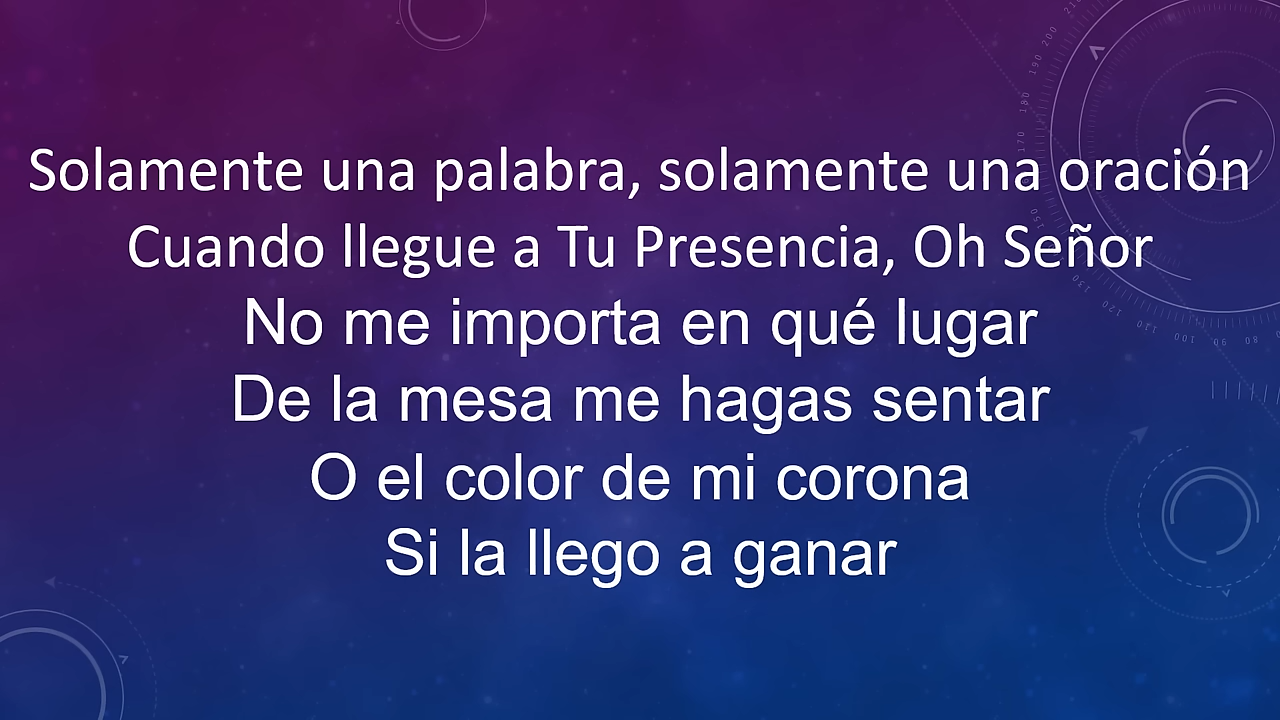 Solamente una palabra, solamente una oración
Cuando llegue a Tu Presencia, Oh Señor
No me importa en qué lugar
De la mesa me hagas sentar
O el color de mi corona
Si la llego a ganar